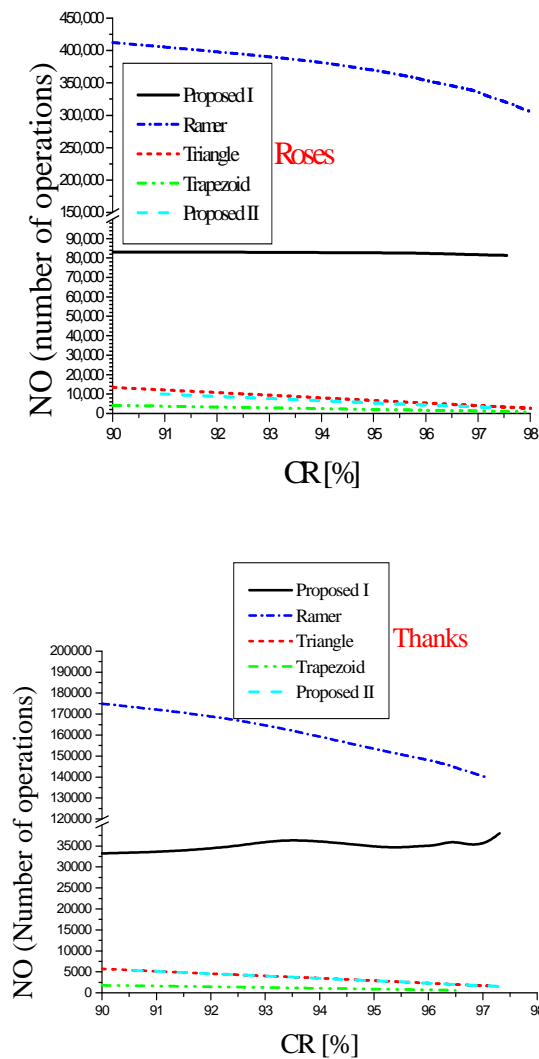 450,000
400,000
350,000
300,000
250,000
200,000
150,000
90,000
80,000
70,000
60,000
50,000
40,000
30,000
20,000
10,000
0
NO (number of operations)
Proposed I
Ramer
Triangle
Trapezoid
Proposed II
Roses
90 91 92 93 94 95 96 97 98
CR [%]
Proposed I
Ramer
Triangle
Trapezoid
Proposed II
Thanks
200000
190000
180000
170000
160000
150000
140000
130000
120000
35000
30000
25000
20000
15000
10000
5000
0
NO (Number of operations)
90 91 92 93 94 95 96 97 98
CR [%]